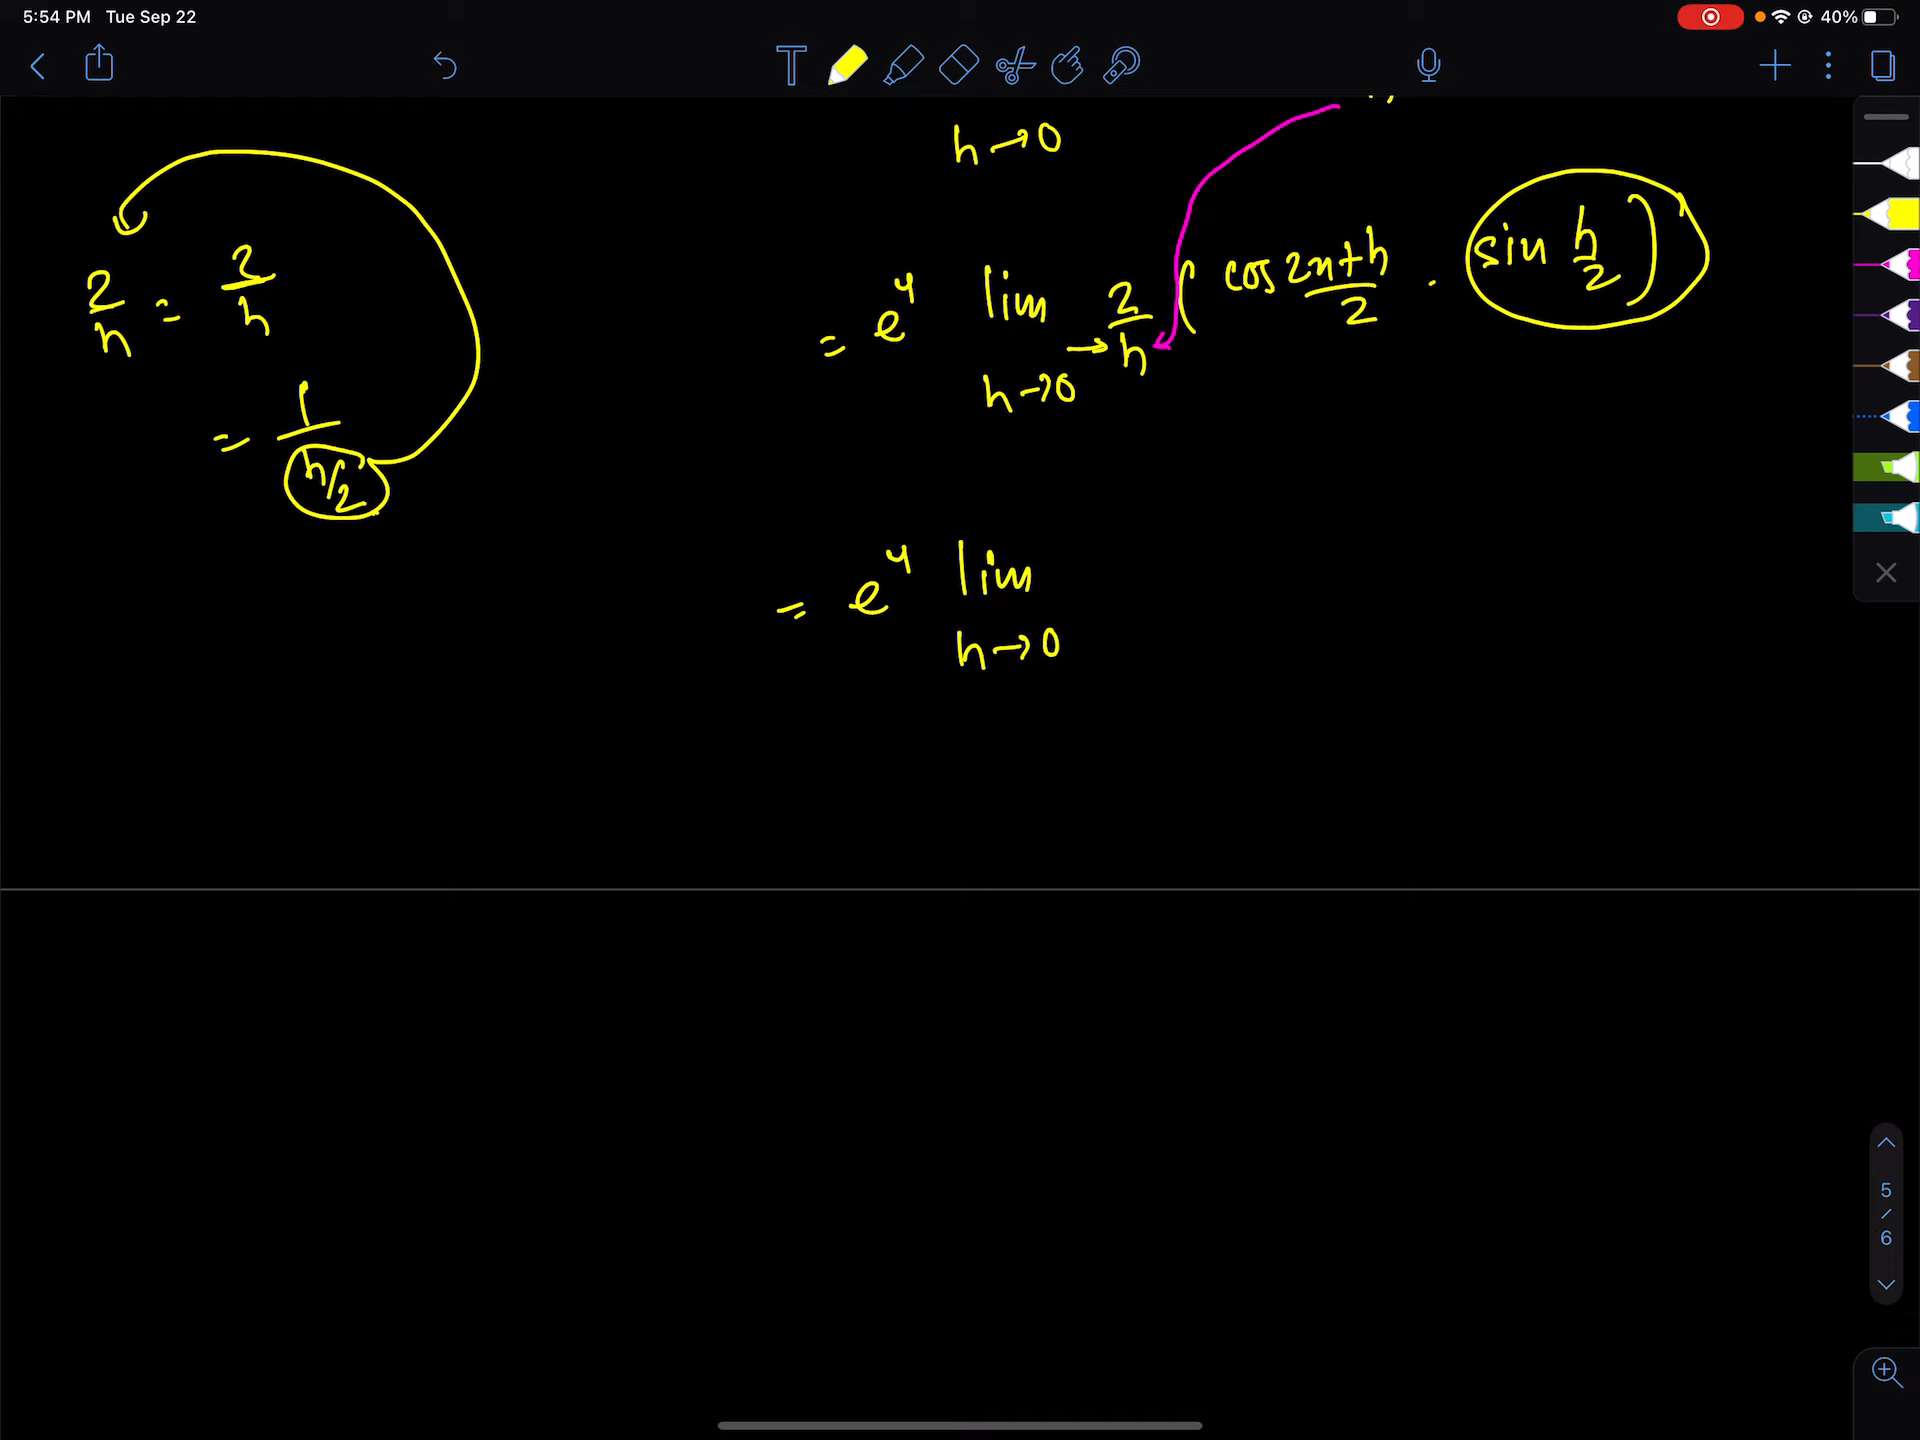 5:54 PM Tue Sep 22
40%
h→0
2/h = 2/h
= e^4 lim h→0 → 2/h ( cos 2x+h/2 . sin h/2 )
= 1/(h/2)
= e^4 lim
h→0
5
/
6